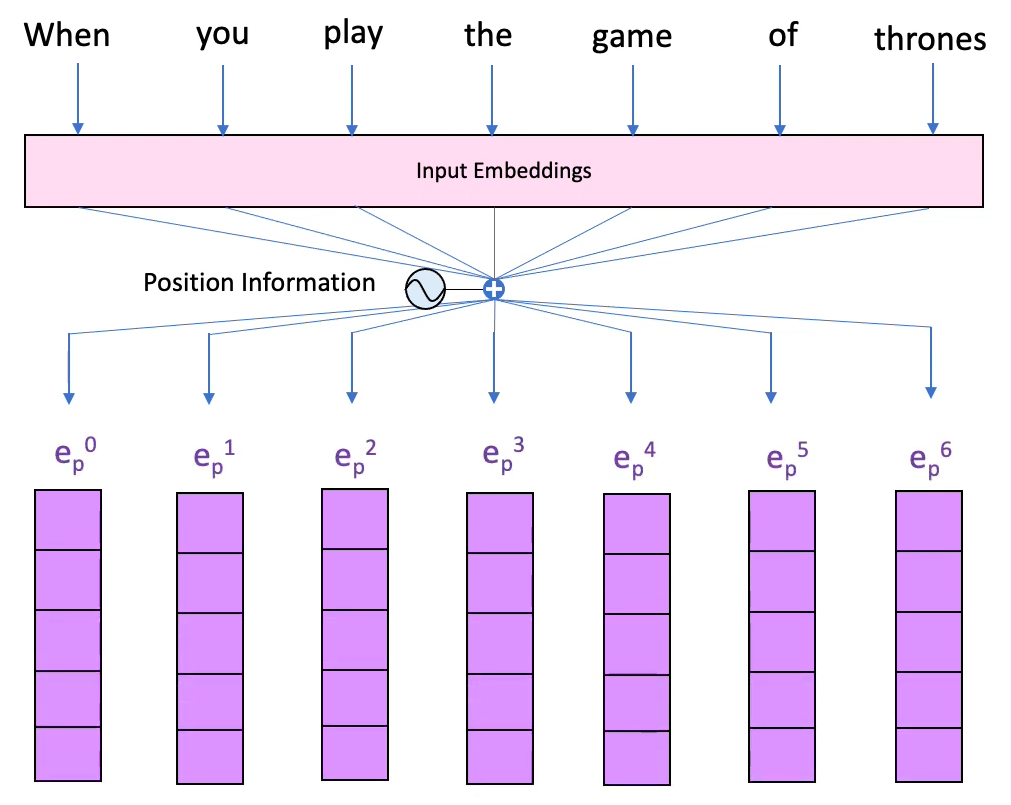 When you play the game of thrones
Input Embeddings
Position Information
eₚ⁰ eₚ¹ eₚ² eₚ³ eₚ⁴ eₚ⁵ eₚ⁶